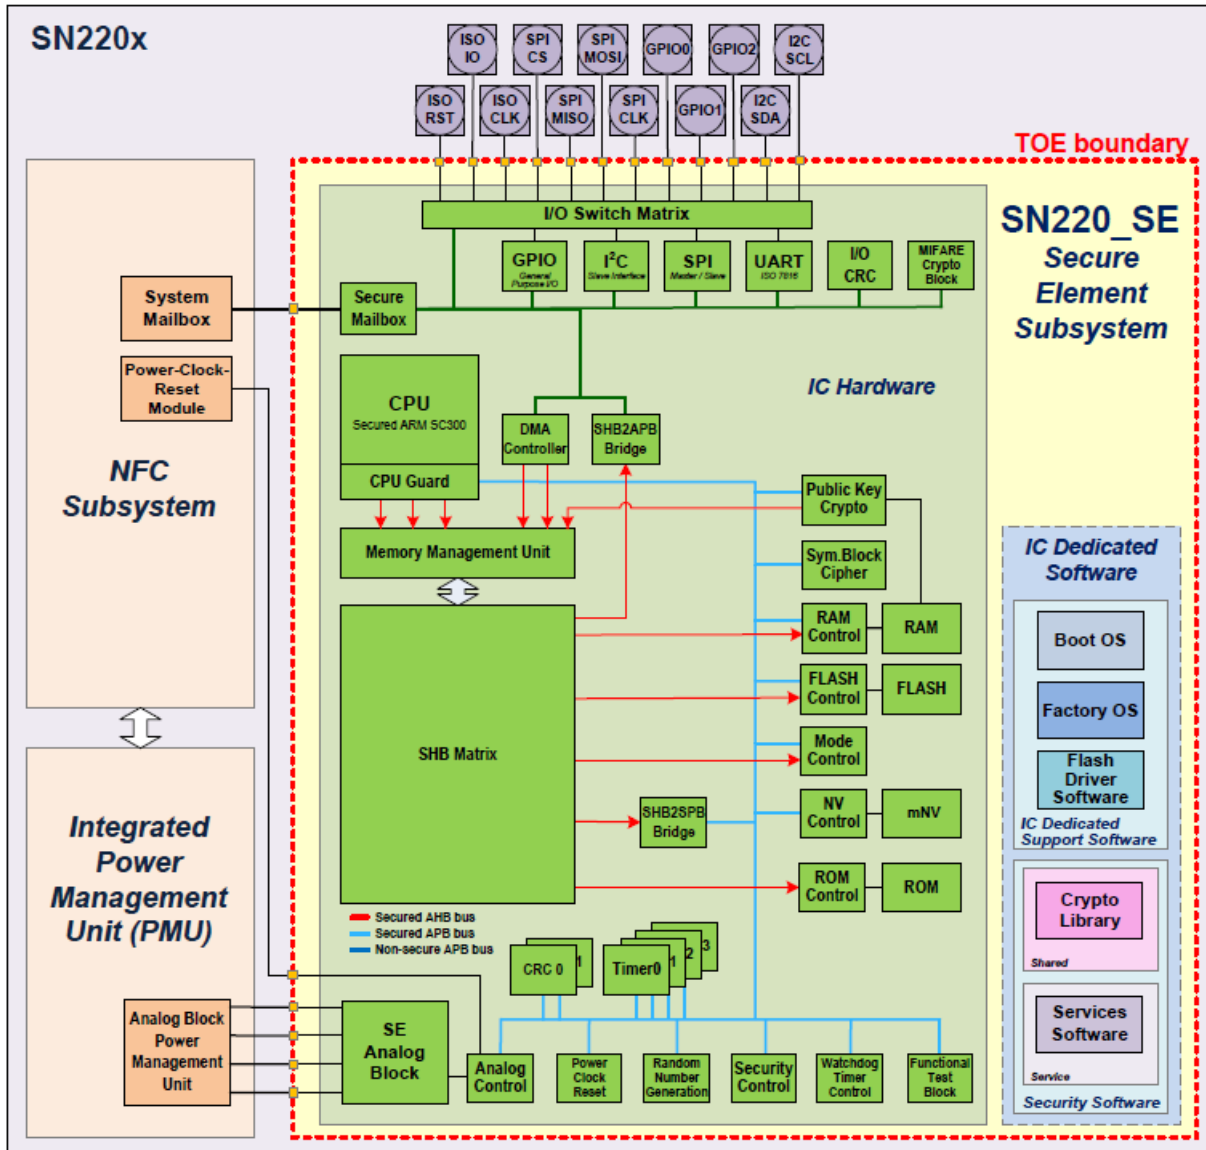 SN220x
ISO
IO
SPI
CS
SPI
MOSI
GPIO0
GPIO2
I2C
SCL
ISO
RST
ISO
CLK
SPI
MISO
SPI
CLK
GPIO1
I2C
SDA
TOE boundary
I/O Switch Matrix
SN220_SE
Secure
Element
Subsystem
GPIO
General
Purpose I/O
I²C
Slave Interface
SPI
Master / Slave
UART
ISO 7816
I/O
CRC
MIFARE
Crypto
Block
System
Mailbox
Secure
Mailbox
Power-Clock-
Reset
Module
NFC
Subsystem
IC Hardware
CPU
Secured ARM SC300
CPU Guard
DMA
Controller
SHB2APB
Bridge
Memory Management Unit
Public Key
Crypto
Sym.Block
Cipher
RAM
Control
RAM
FLASH
Control
FLASH
SHB Matrix
Mode
Control
SHB2SPB
Bridge
NV
Control
mNV
ROM
Control
ROM
IC Dedicated
Software
Boot OS
Factory OS
Flash
Driver
Software
IC Dedicated
Support Software
Crypto
Library
Shared
Services
Software
Service
Security Software
Integrated
Power
Management
Unit (PMU)
Secured AHB bus
Secured APB bus
Non-secure APB bus
CRC 0
1
Timer0
1
2
3
Analog Block
Power
Management
Unit
SE
Analog
Block
Analog
Control
Power
Clock
Reset
Random
Number
Generation
Security
Control
Watchdog
Timer
Control
Functional
Test
Block